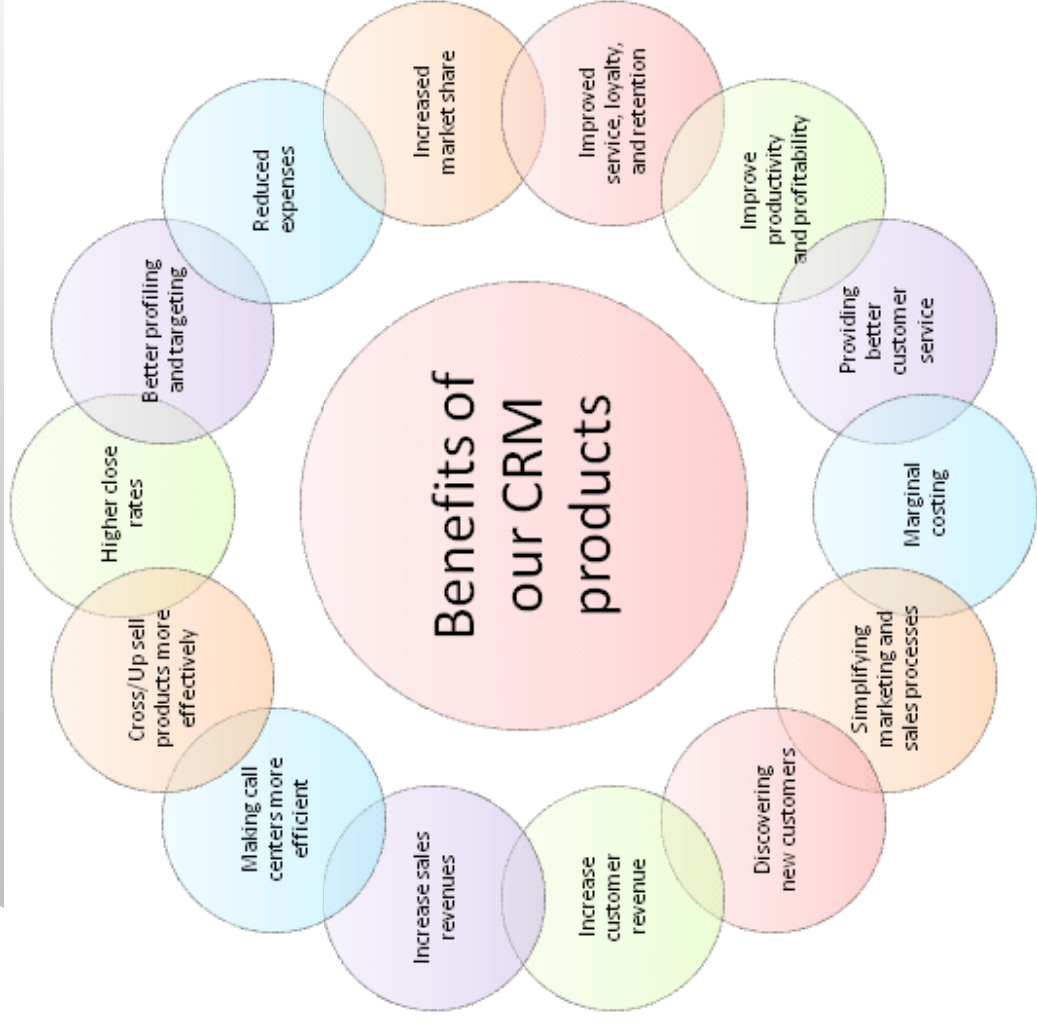 Benefits of
our CRM
products
Higher close
rates
Better profiling
and targeting
Reduced
expenses
Increased
market share
Improved
service, loyalty,
and retention
Improve
productivity
and profitability
Providing
better
customer
service
Marginal
costing
Simplifying
marketing and
sales processes
Discovering
new customers
Increase
customer
revenue
Increase sales
revenues
Making call
centers more
efficient
Cross/Up sell
products more
effectively